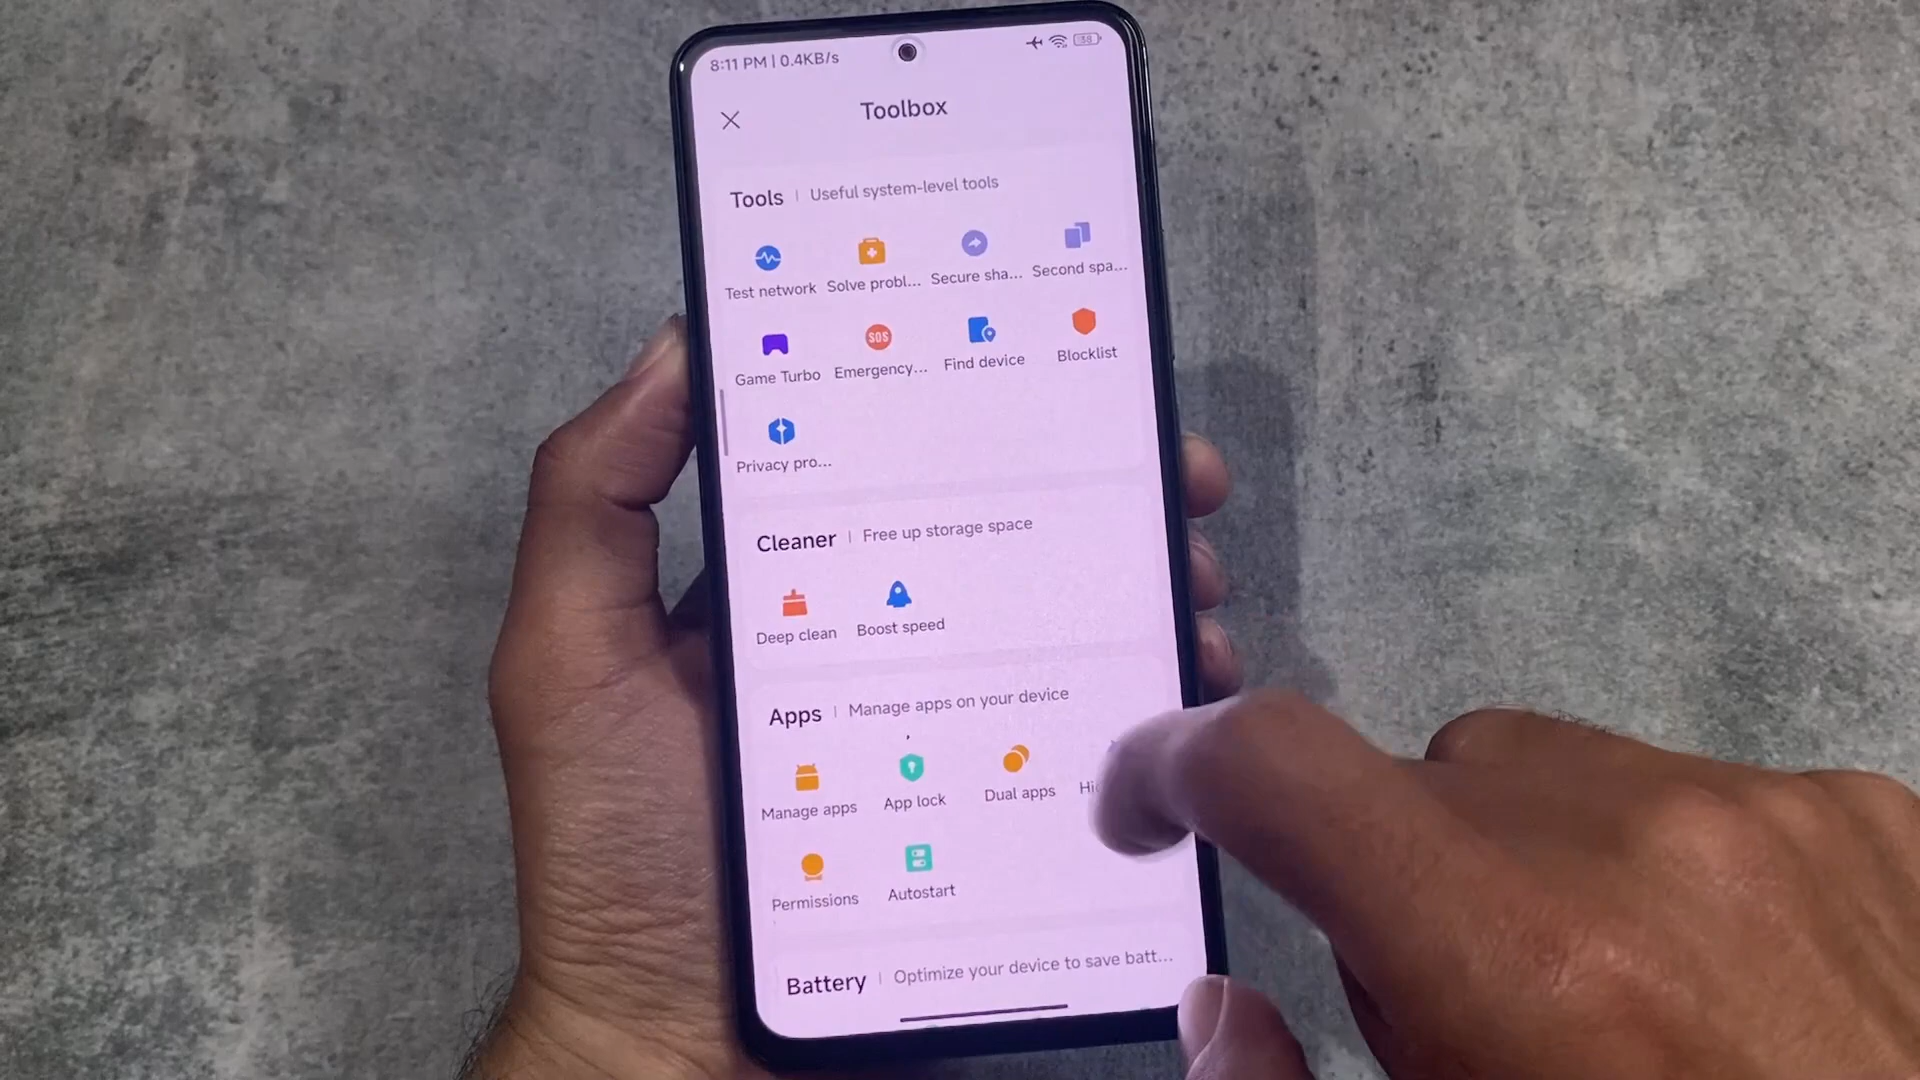 8:11 PM | 0.4KB/s 38
Toolbox
Tools | Useful system-level tools
Test network Solve probl... Secure sha... Second spa...
SOS
Game Turbo Emergency... Find device Blocklist
Privacy pro...
Cleaner | Free up storage space
Deep clean Boost speed
Apps | Manage apps on your device
Manage apps App lock Dual apps
Permissions Autostart
Battery | Optimize your device to save batt...